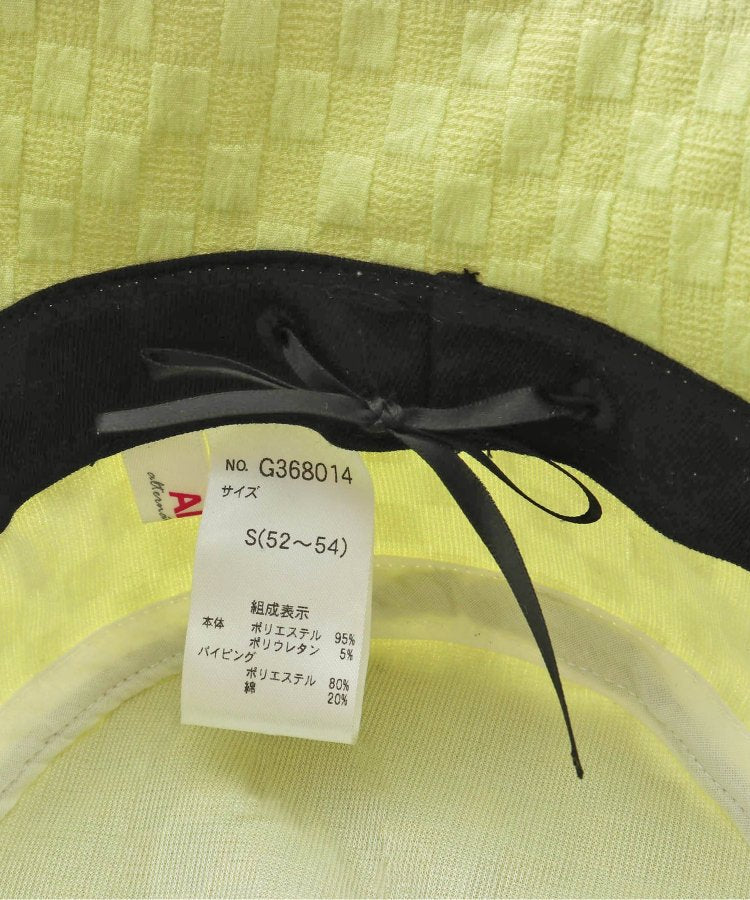 NO. G368014
サイズ
S(52～54)
組成表示
本体 ポリエステル 95%
ポリウレタン 5%
パイピング
ポリエステル 80%
綿 20%